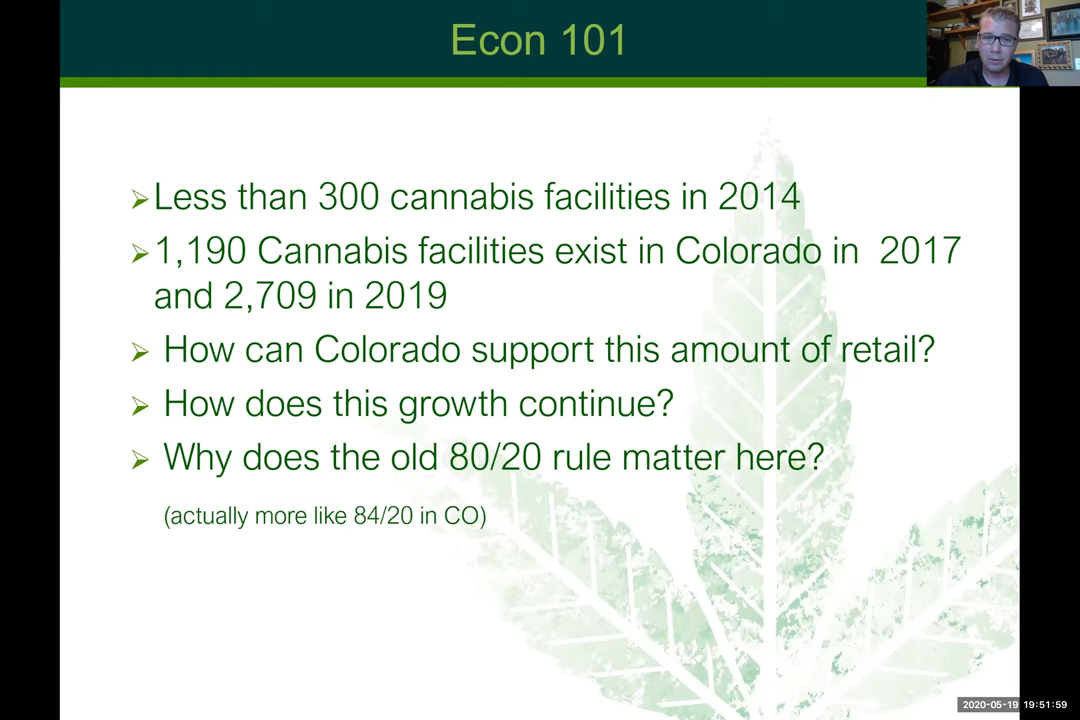 Econ 101
➢Less than 300 cannabis facilities in 2014
➢1,190 Cannabis facilities exist in Colorado in  2017
and 2,709 in 2019
➢ How can Colorado support this amount of retail?
➢ How does this growth continue?
➢ Why does the old 80/20 rule matter here?
(actually more like 84/20 in CO)
2020-05-19 19:51:59